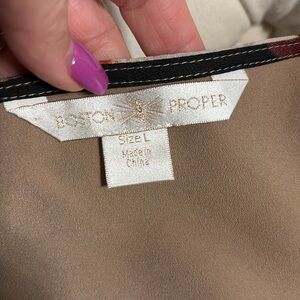 BOSTON PROPER
Size L
Made in
China